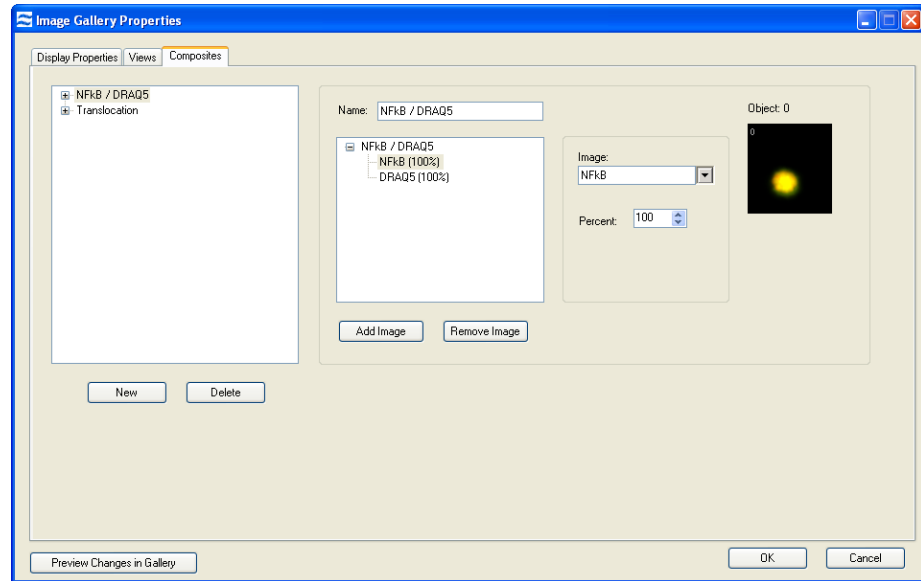 Image Gallery Properties
Display Properties Views Composites
NFkB / DRAQ5
Translocation
Name: NFkB / DRAQ5
NFkB / DRAQ5
NFkB (100%)
DRAQ5 (100%)
Image:
NFkB
Percent: 100
Object: 0
0
Add Image Remove Image
New Delete
Preview Changes in Gallery OK Cancel